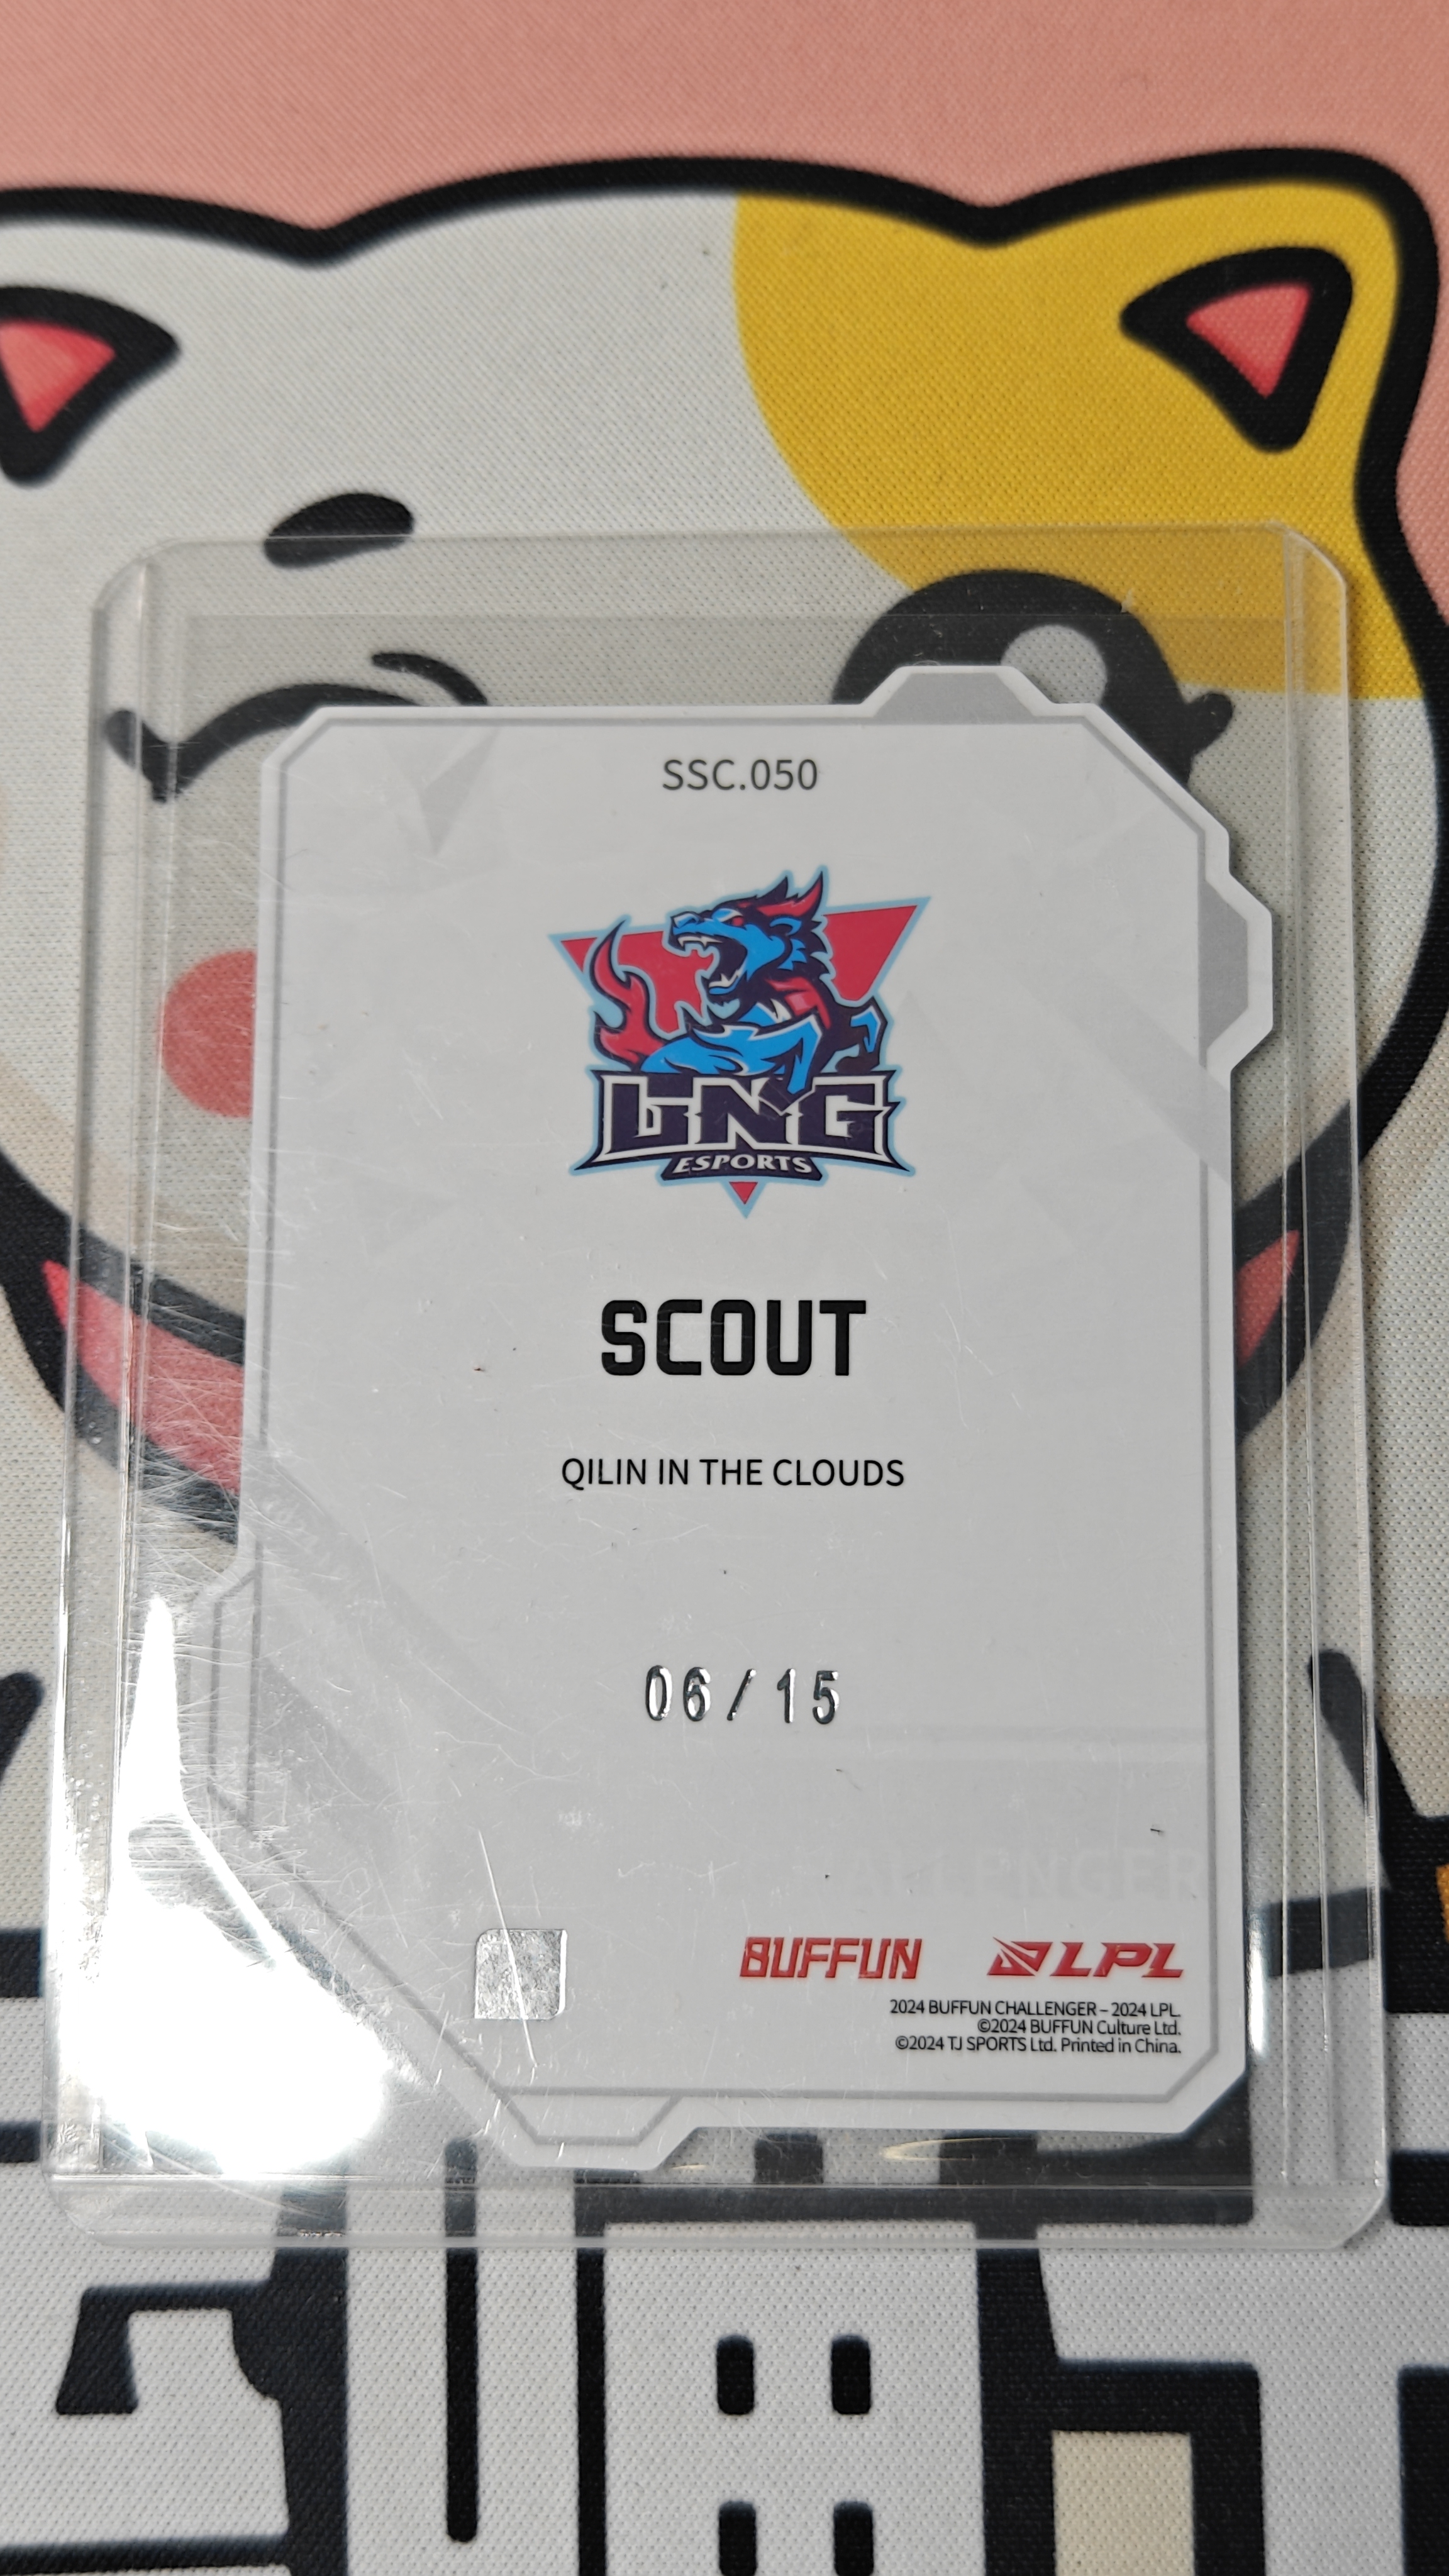 SSC.050
LNG
ESPORTS
SCOUT
QILIN IN THE CLOUDS
06/15
BUFFUN LPL
2024 BUFFUN CHALLENGER – 2024 LPL.
©2024 BUFFUN Culture Ltd.
©2024 TJ SPORTS Ltd. Printed in China.